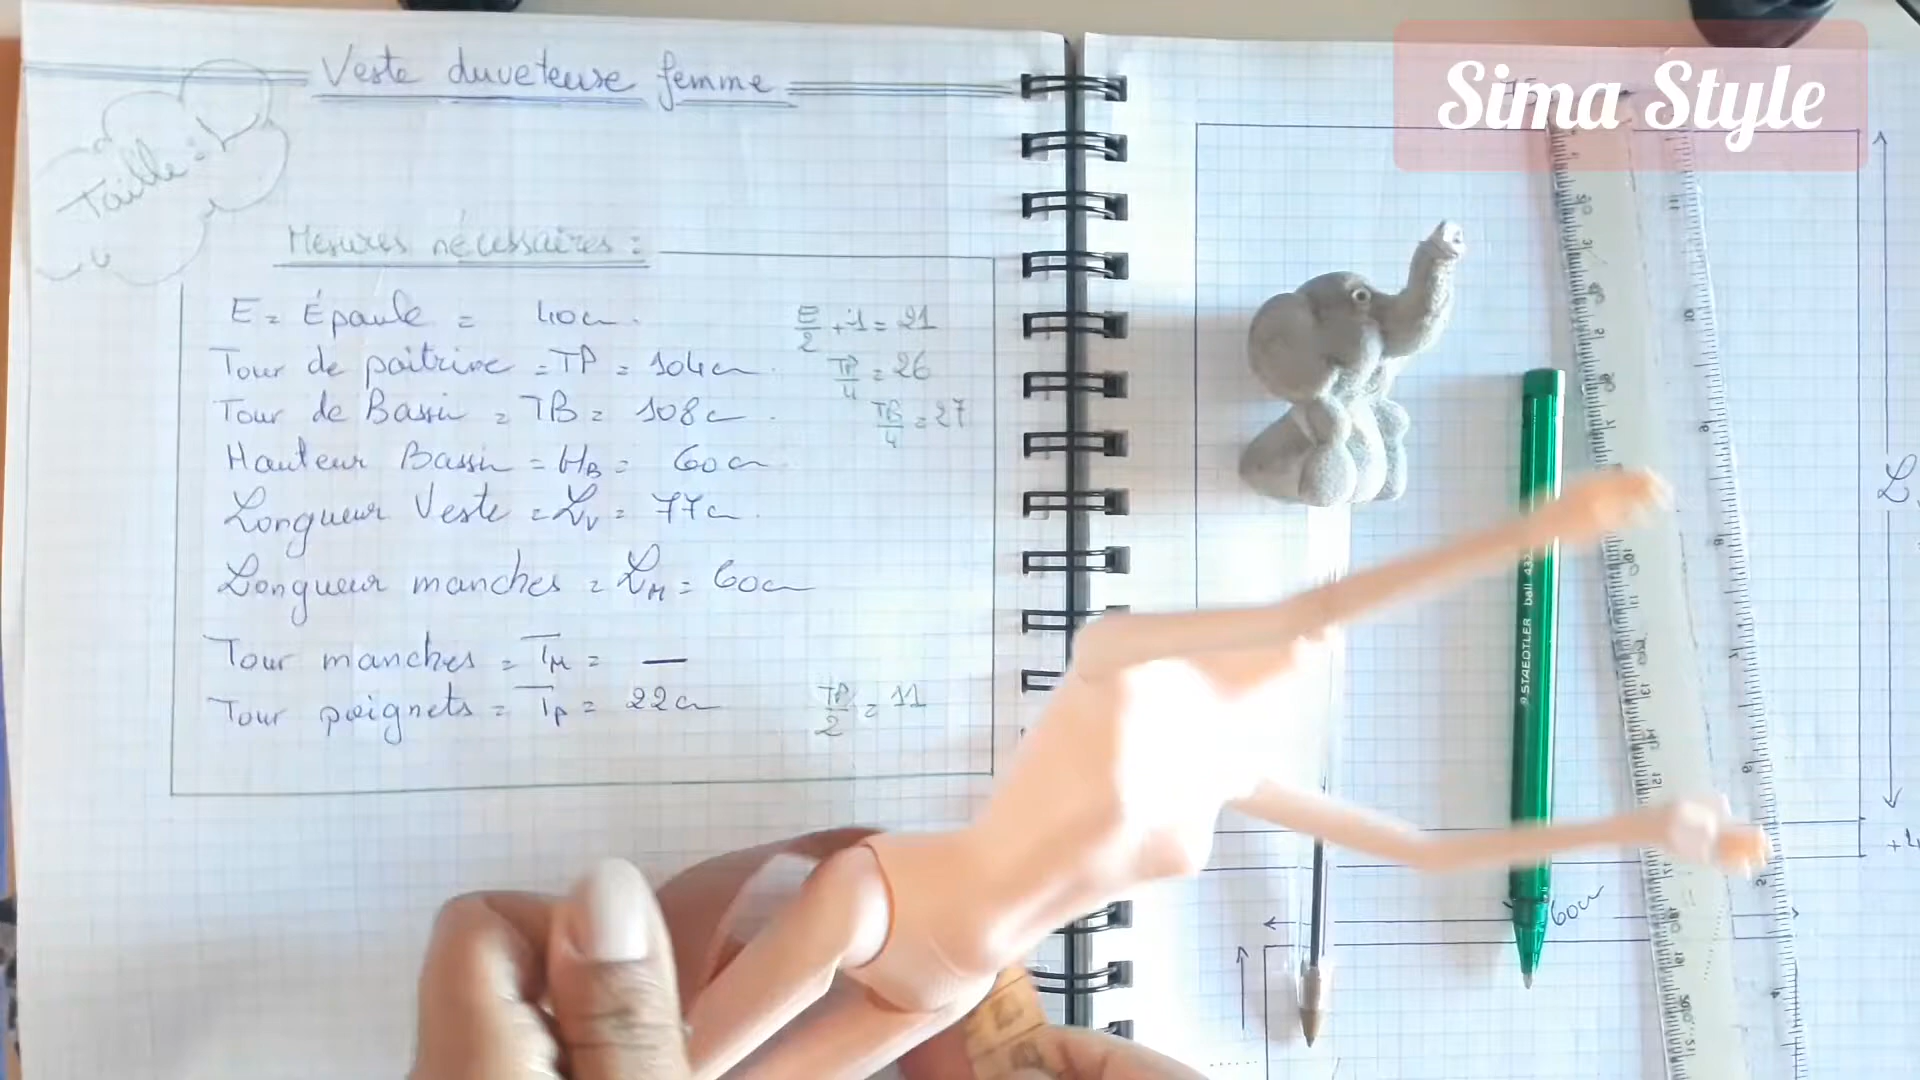 Veste duveteuse femme
Sima Style
Taille :
Mesures nécessaires :
E = Épaule = 40cm. E/2 + 1 = 21
Tour de poitrine = TP = 104cm. TP/4 = 26
Tour de Bassin = TB = 108cm. TB/4 = 27
Hauteur Bassin = HB = 60cm
Longueur Veste = LV = 77cm.
Longueur manches = LM = 60cm
Tour manches = TM = —
Tour poignets = TP = 22cm TP/2 = 11
STAEDTLER ball 432
60cm